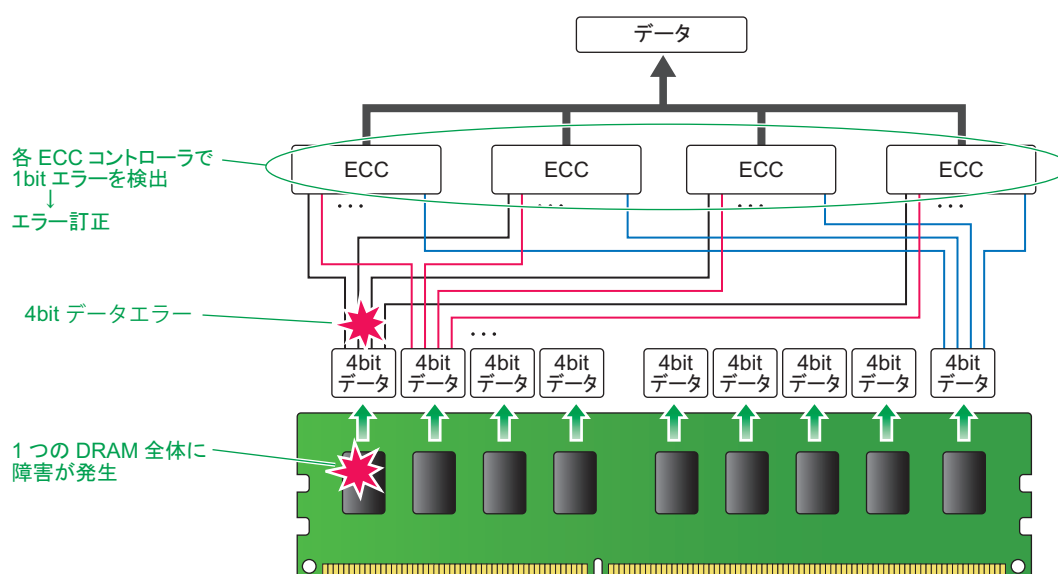 データ
各 ECC コントローラで
1bit エラーを検出
↓
エラー訂正
ECC
ECC
ECC
ECC
...
...
...
...
4bit データエラー
...
4bit
データ
4bit
データ
4bit
データ
4bit
データ
4bit
データ
4bit
データ
4bit
データ
4bit
データ
4bit
データ
1 つの DRAM 全体に
障害が発生